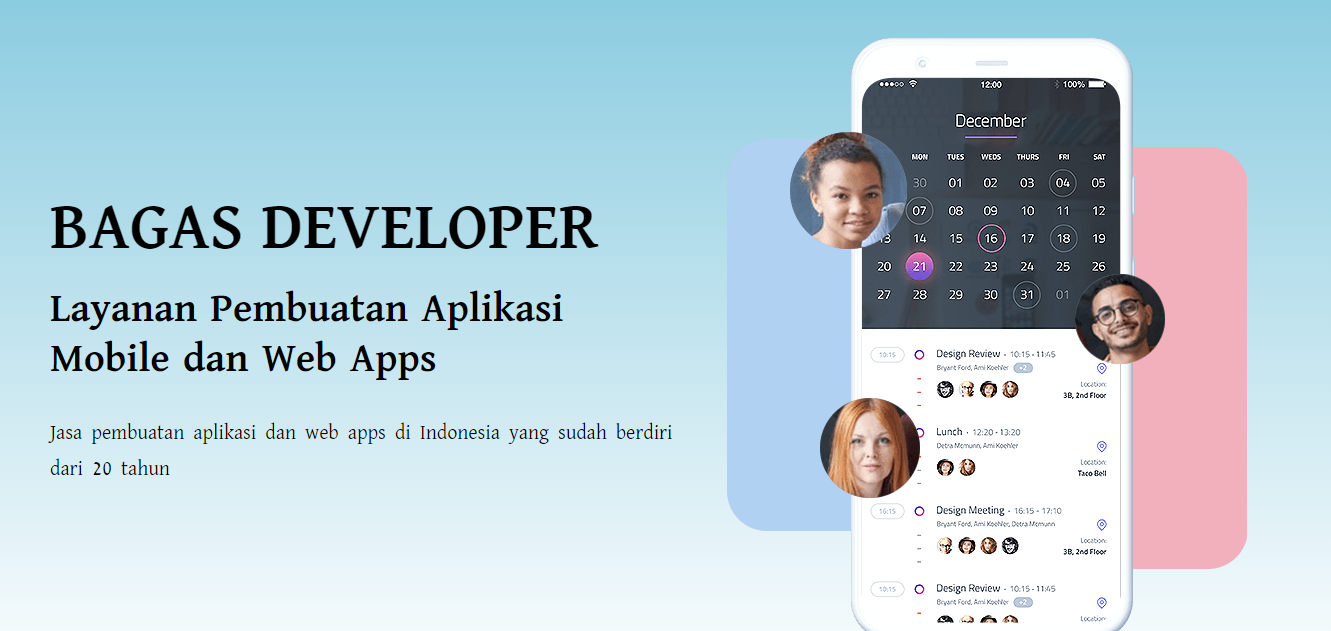 BAGAS DEVELOPER
Layanan Pembuatan Aplikasi
Mobile dan Web Apps
Jasa pembuatan aplikasi dan web apps di Indonesia yang sudah berdiri
dari 20 tahun
12:00 100%
December
MON TUES WEDS THURS FRI SAT
30 01 02 03 04 05
07 08 09 10 11 12
13 14 15 16 17 18 19
20 21 22 23 24 25 26
27 28 29 30 31 01
10:15 Design Review - 10:15 - 11:45
Bryant Ford, Ami Koehler +2
Location:
3B, 2nd Floor
Lunch - 12:20 - 13:20
Detra Mcmunn, Ami Koehler
Location:
Taco Bell
16:15 Design Meeting - 16:15 - 17:10
Bryant Ford, Ami Koehler, Detra Mcmunn
Location:
3B, 2nd Floor
10:15 Design Review - 10:15 - 11:45
Bryant Ford, Ami Koehler +2
Location: